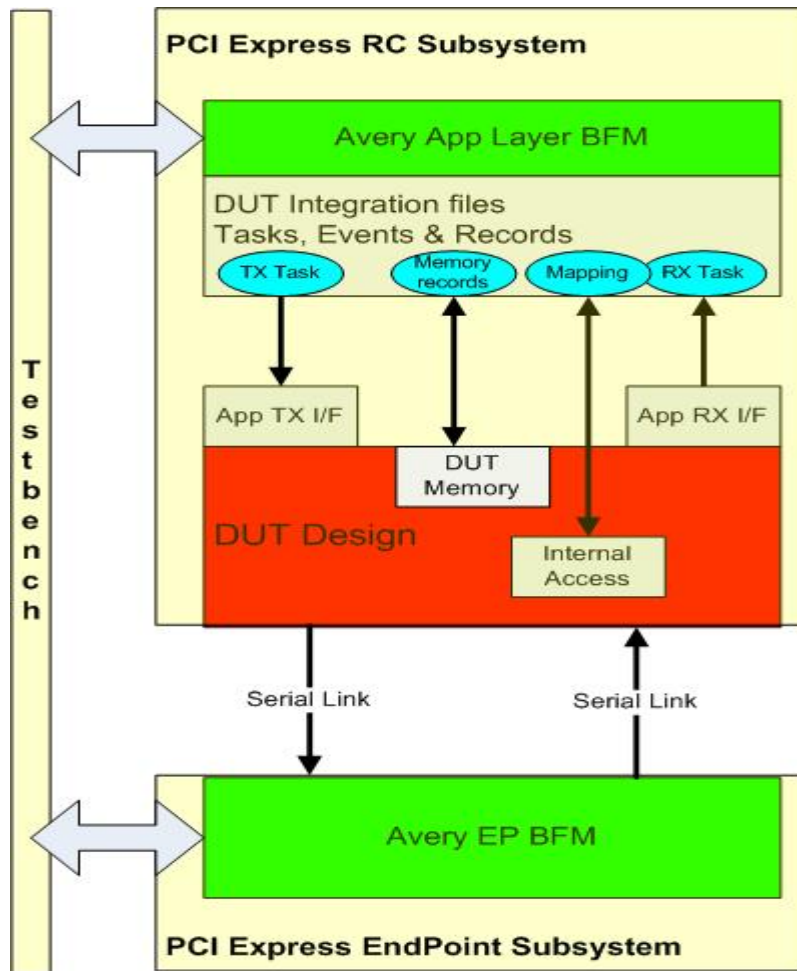 PCI Express RC Subsystem
Avery App Layer BFM
DUT Integration files
Tasks, Events & Records
TX Task
Memory
records
Mapping
RX Task
Testbench
App TX I/F
App RX I/F
DUT
Memory
DUT Design
Internal
Access
Serial Link
Serial Link
Avery EP BFM
PCI Express EndPoint Subsystem